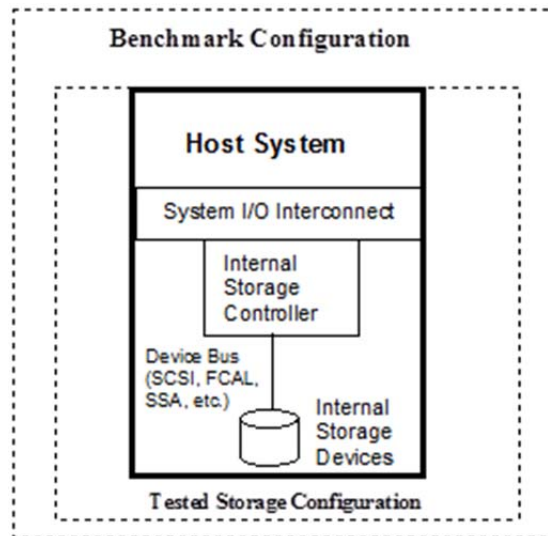 Benchmark Configuration
Host System
System I/O Interconnect
Internal
Storage
Controller
Device Bus
(SCSI, FCAL,
SSA, etc.)
Internal
Storage
Devices
Tested Storage Configuration